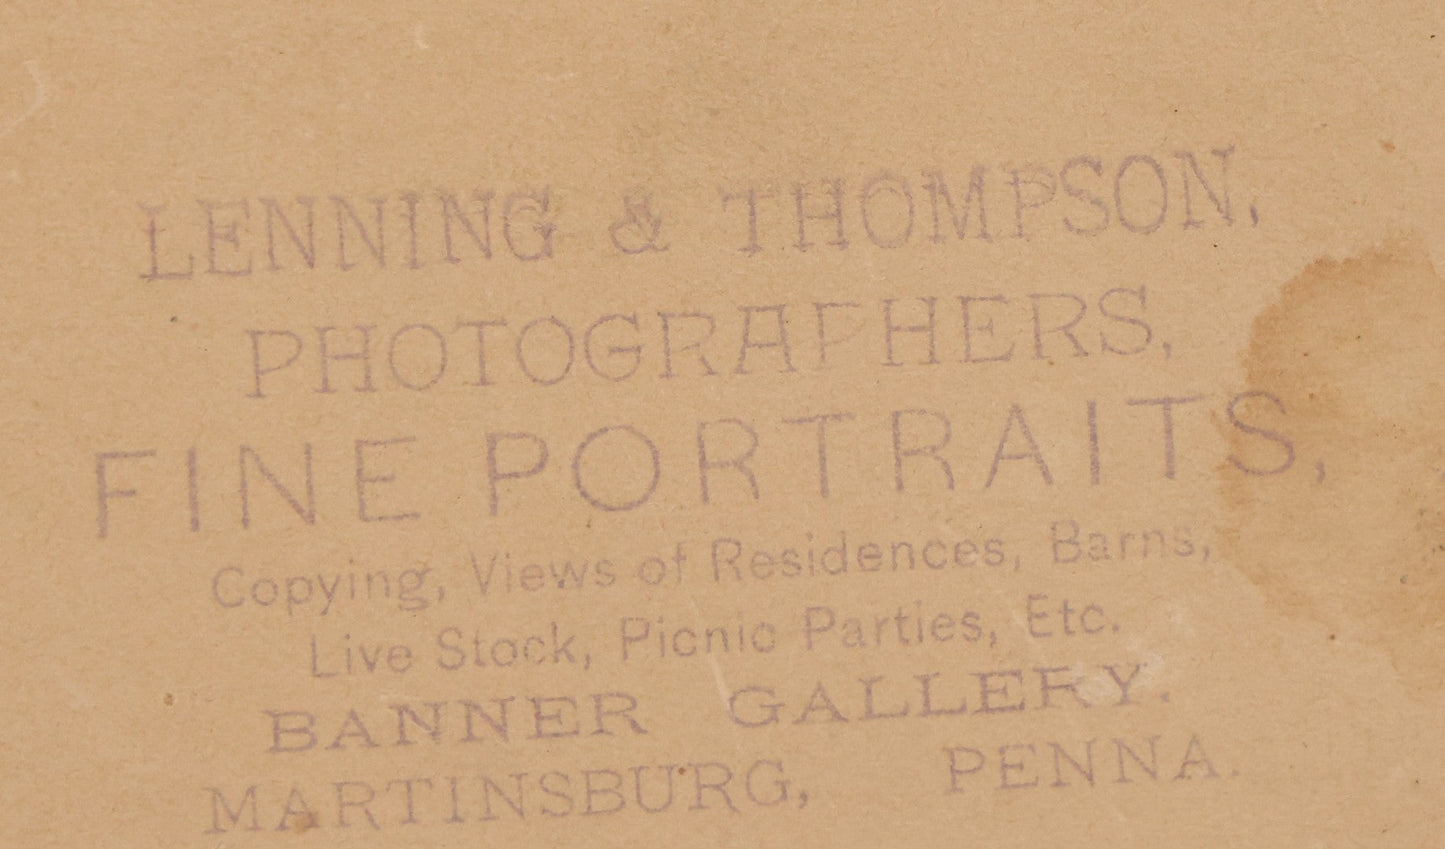 LENNING & THOMPSON,
PHOTOGRAPHERS,
FINE PORTRAITS,
Copying, Views of Residences, Barns,
Live Stock, Picnic Parties, Etc.
BANNER GALLERY.
MARTINSBURG, PENNA.